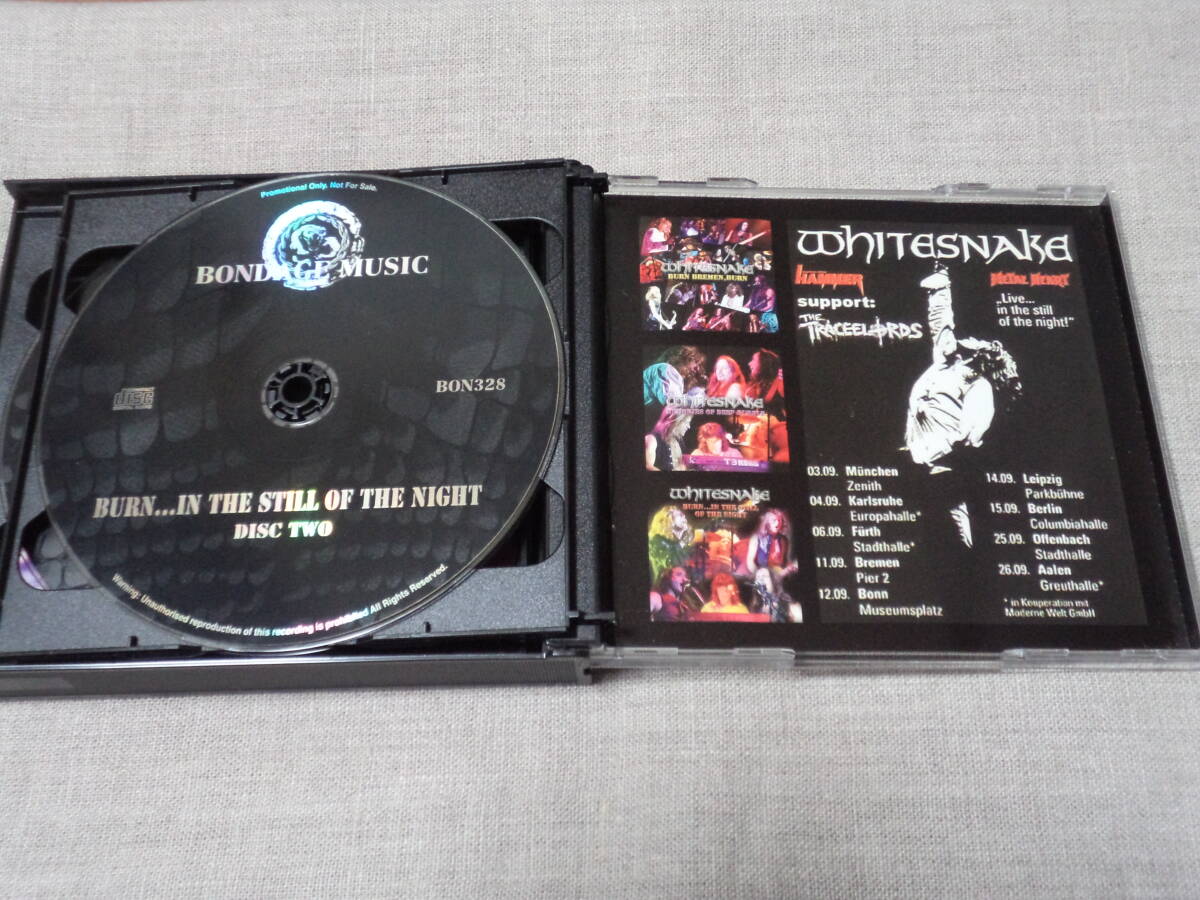 Promotional Only. Not For Sale.
BONDAGE MUSIC
DISC
BON328
BURN...IN THE STILL OF THE NIGHT
DISC TWO
Warning: Unauthorised reproduction of this recording is prohibited All Rights Reserved.
WHITESNAKE
BURN BREMEN, BURN
WHITESNAKE
WHITESNAKE
BURN...IN THE STILL
OF THE NIGHT
WHITESNAKE
HAMMER
METAL HEART
support:
THE
TRACEELORDS
„Live...
in the still
of the night!"
03.09. München
Zenith
04.09. Karlsruhe
Europahalle*
06.09. Fürth
Stadthalle*
11.09. Bremen
Pier 2
12.09. Bonn
Museumsplatz
14.09. Leipzig
Parkbühne
15.09. Berlin
Columbiahalle
25.09. Offenbach
Stadthalle
26.09. Aalen
Greuthalle*
* in Kooperation mit
Moderne Welt GmbH